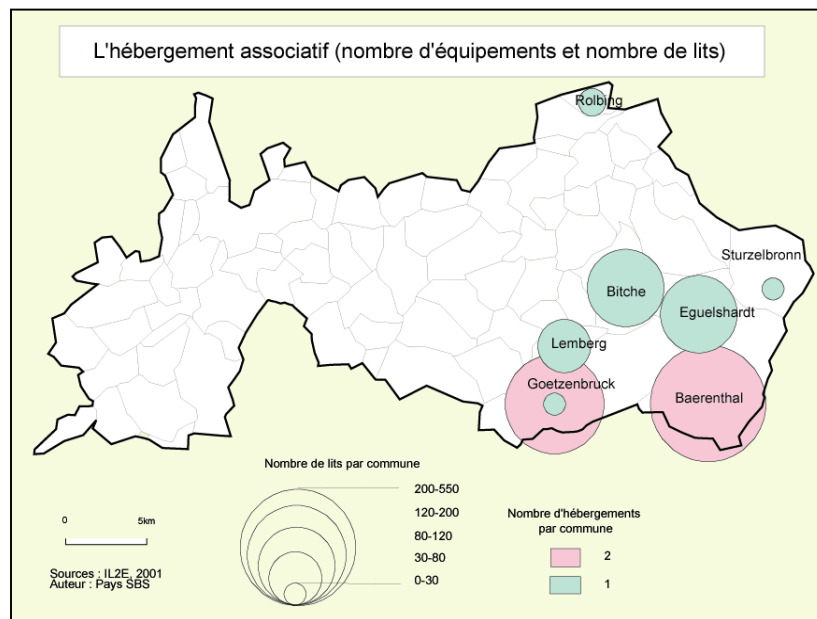 L'hébergement associatif (nombre d'équipements et nombre de lits)
Rolbing
Sturzelbronn
Bitche
Eguelshardt
Lemberg
Goetzenbruck
Baerenthal
Nombre de lits par commune
200-550
120-200
80-120
30-80
0-30
0 5km
Sources : IL2E, 2001
Auteur : Pays SBS
Nombre d'hébergements
par commune
2
1